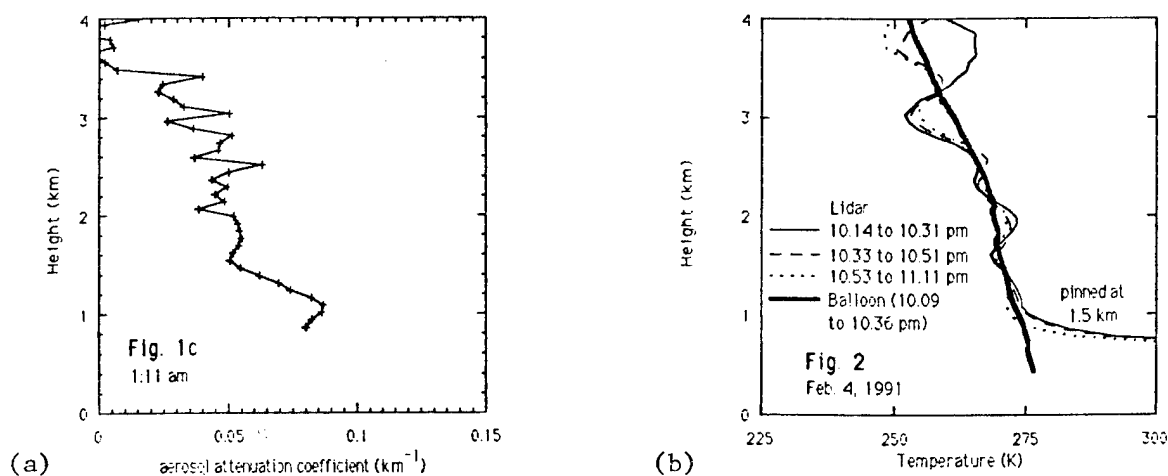 4
3
2
1
0
Height (km)
Fig. 1c
1:11 am
0
0.05
0.1
0.15
aerosol attenuation coefficient (km-1)
(a)
4
3
2
1
0
Height (km)
Lidar
10.14 to 10.31 pm
10.33 to 10.51 pm
10.53 to 11.11 pm
Balloon (10.09
to 10.36 pm)
pinned at
1.5 km
Fig. 2
Feb. 4, 1991
225
250
275
300
Temperature (K)
(b)